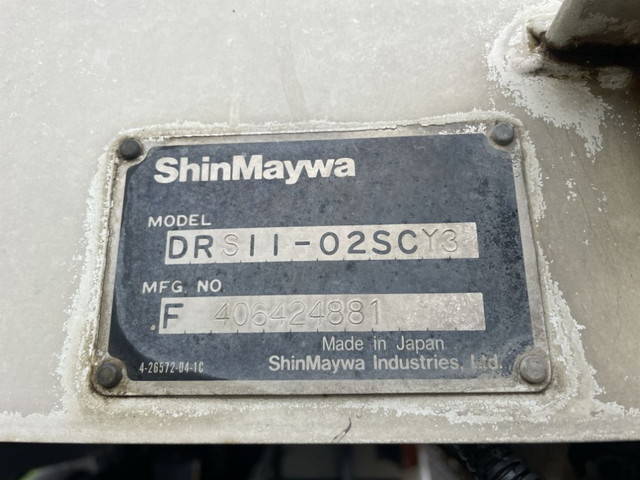 ShinMaywa
MODEL
DRS11-02SCY3
MFG. NO
F 406424881
Made in Japan
4-26572-04-1C
ShinMaywa Industries, Ltd.